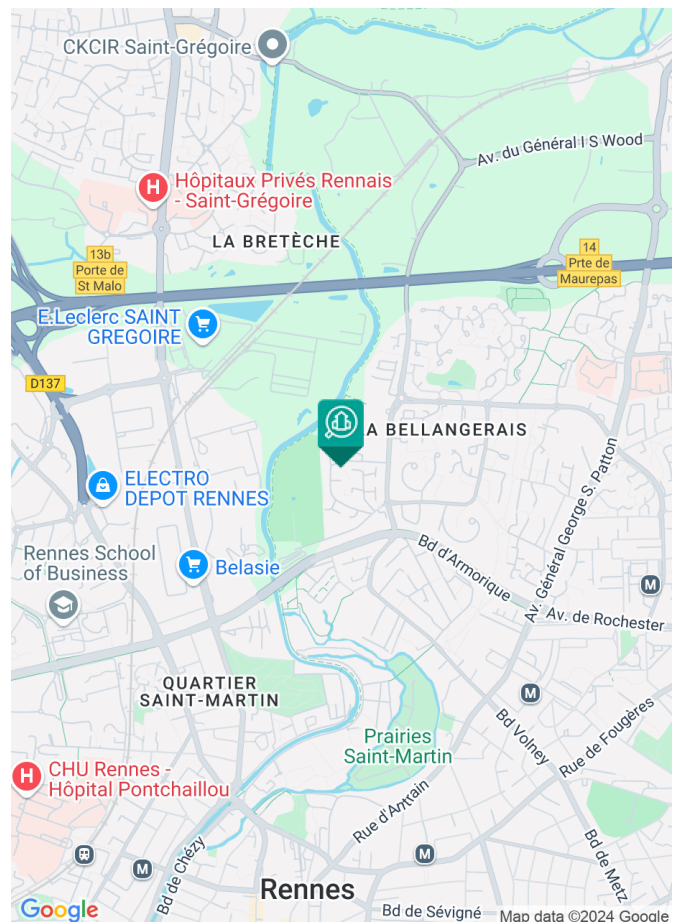 CKCIR Saint-Grégoire
Av. du Général I S Wood
H
Hôpitaux Privés Rennais
- Saint-Grégoire
LA BRETÈCHE
13b
Porte de
St Malo
14
Prte de
Maurepas
E.Leclerc SAINT
GREGOIRE
D137
A BELLANGERAIS
ELECTRO
DEPOT RENNES
Av. Général George S. Patton
Rennes School
of Business
Belasie
Bd d'Armorique
M
Av. de Rochester
QUARTIER
SAINT-MARTIN
M
Prairies
Saint-Martin
Bd Volney
Rue de Fougères
H
CHU Rennes -
Hôpital Pontchaillou
Rue d'Antrain
Bd de Chézy
M
M
Bd de Metz
Rennes
Bd de Sévigné
Google
Map data ©2024 Google